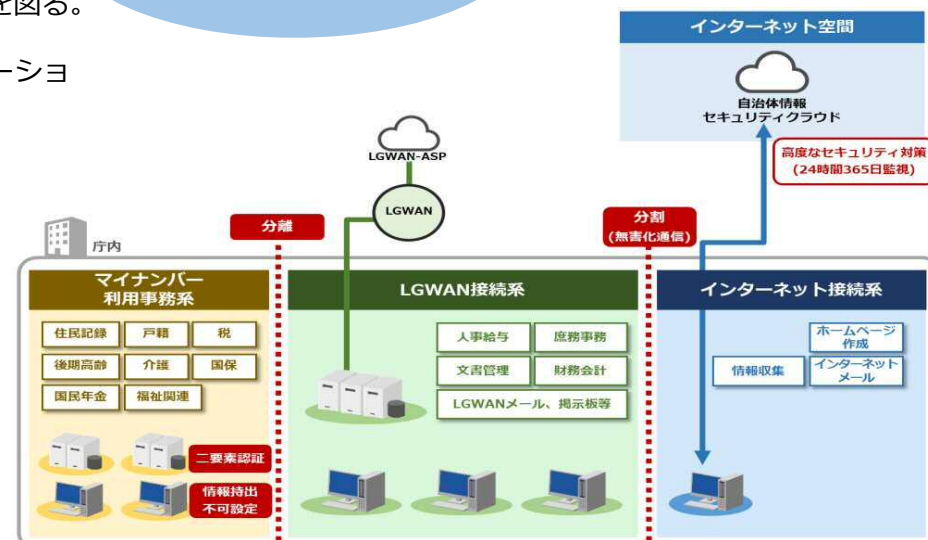 を図る。
ーショ
インターネット空間
自治体情報
セキュリティクラウド
高度なセキュリティ対策
(24時間365日監視)
LGWAN-ASP
LGWAN
分離
分割
(無害化通信)
庁内
マイナンバー
利用事務系
住民記録
戸籍
税
後期高齢
介護
国保
国民年金
福祉関連
二要素認証
情報持出
不可設定
LGWAN接続系
人事給与
庶務事務
文書管理
財務会計
LGWANメール、掲示板等
インターネット接続系
ホームページ
作成
情報収集
インターネット
メール